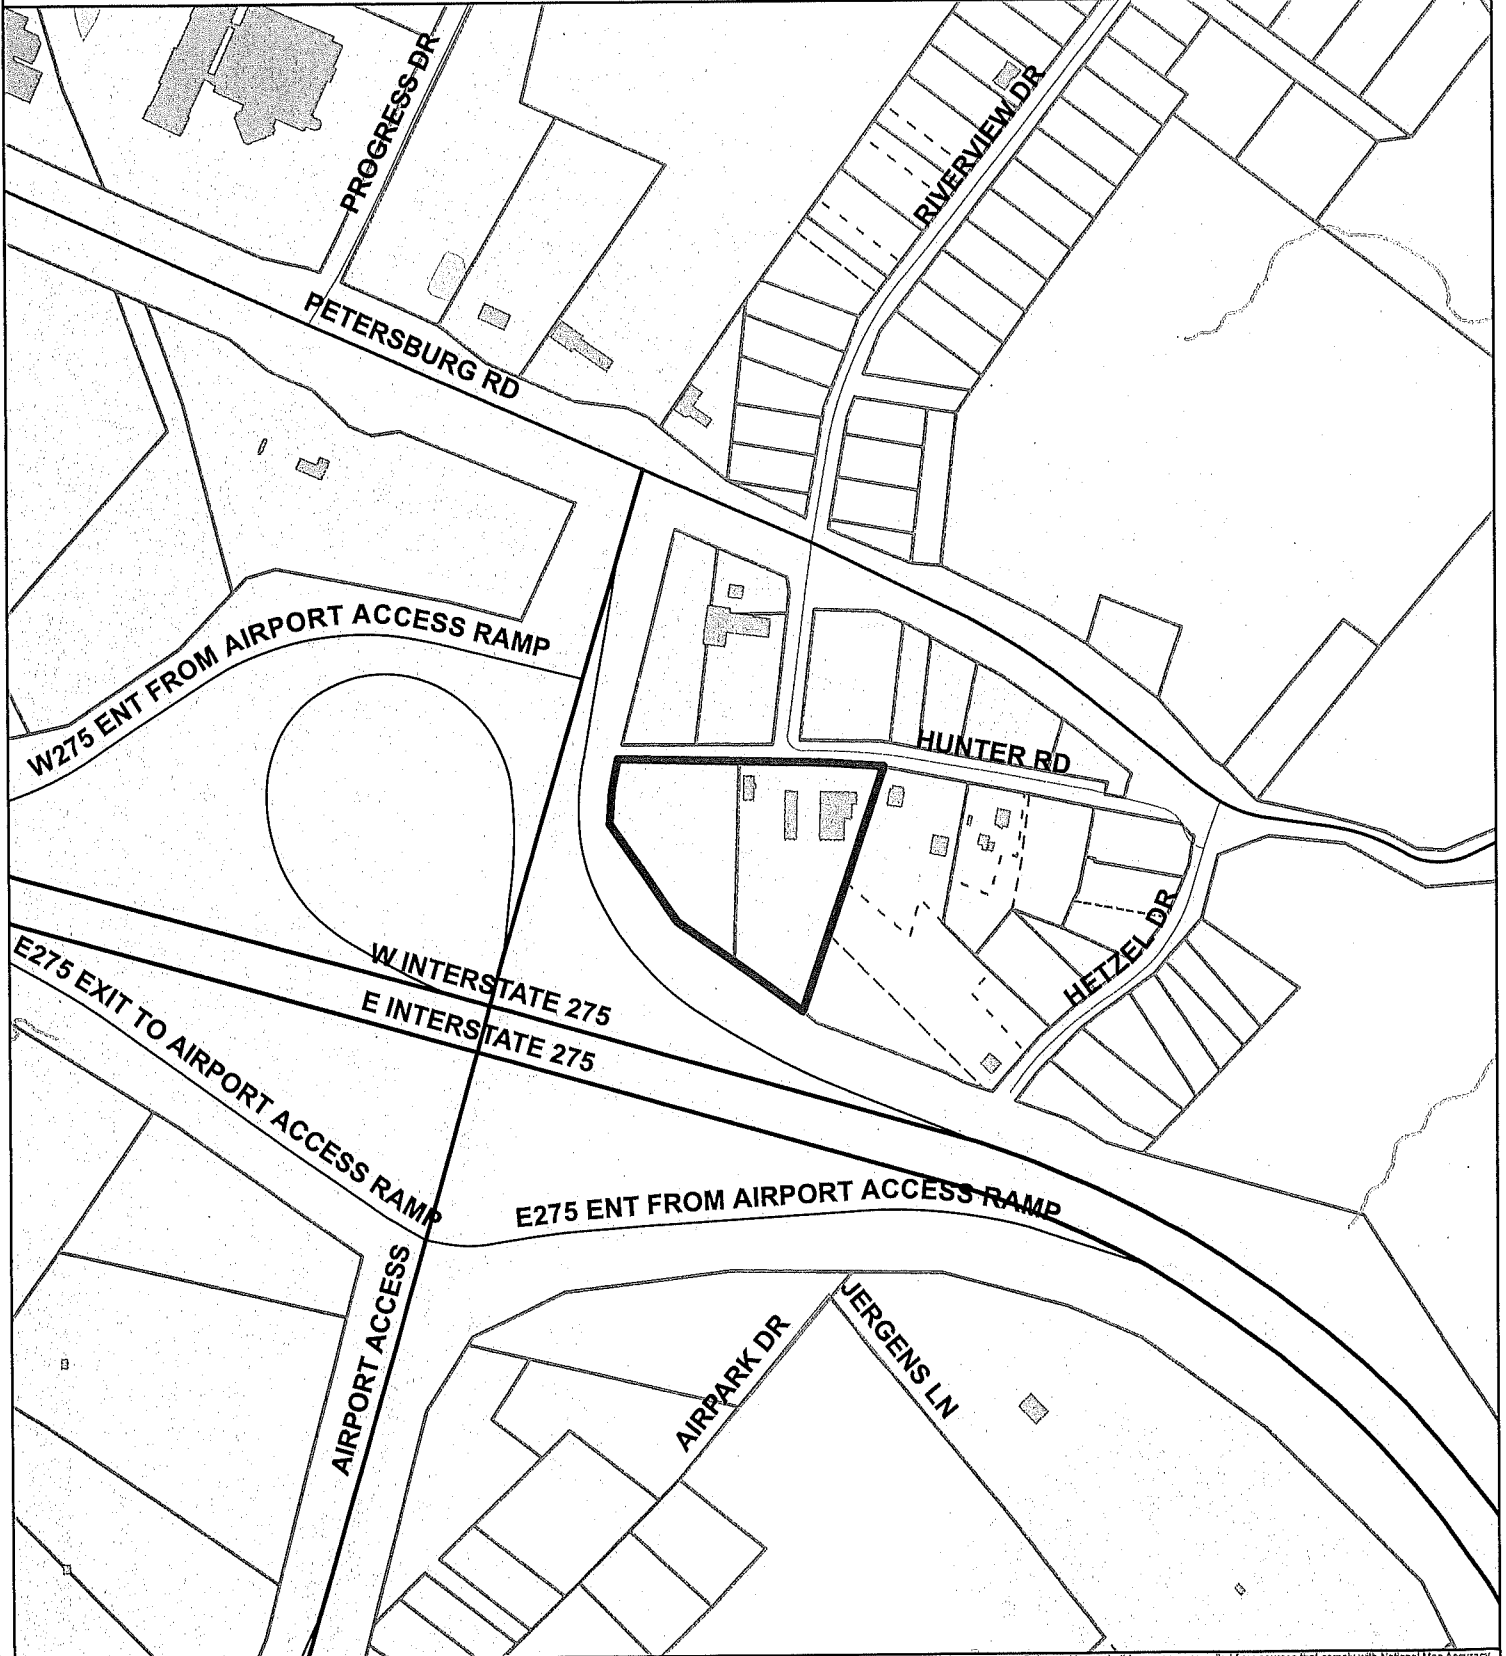 PROGRESS DR
RIVERVIEW DR
PETERSBURG RD
W275 ENT FROM AIRPORT ACCESS RAMP
HUNTER RD
HETZEL DR
W INTERSTATE 275
E INTERSTATE 275
E275 EXIT TO AIRPORT ACCESS RAMP
E275 ENT FROM AIRPORT ACCESS RAMP
AIRPORT ACCESS
AIRPARK DR
JERGENS LN